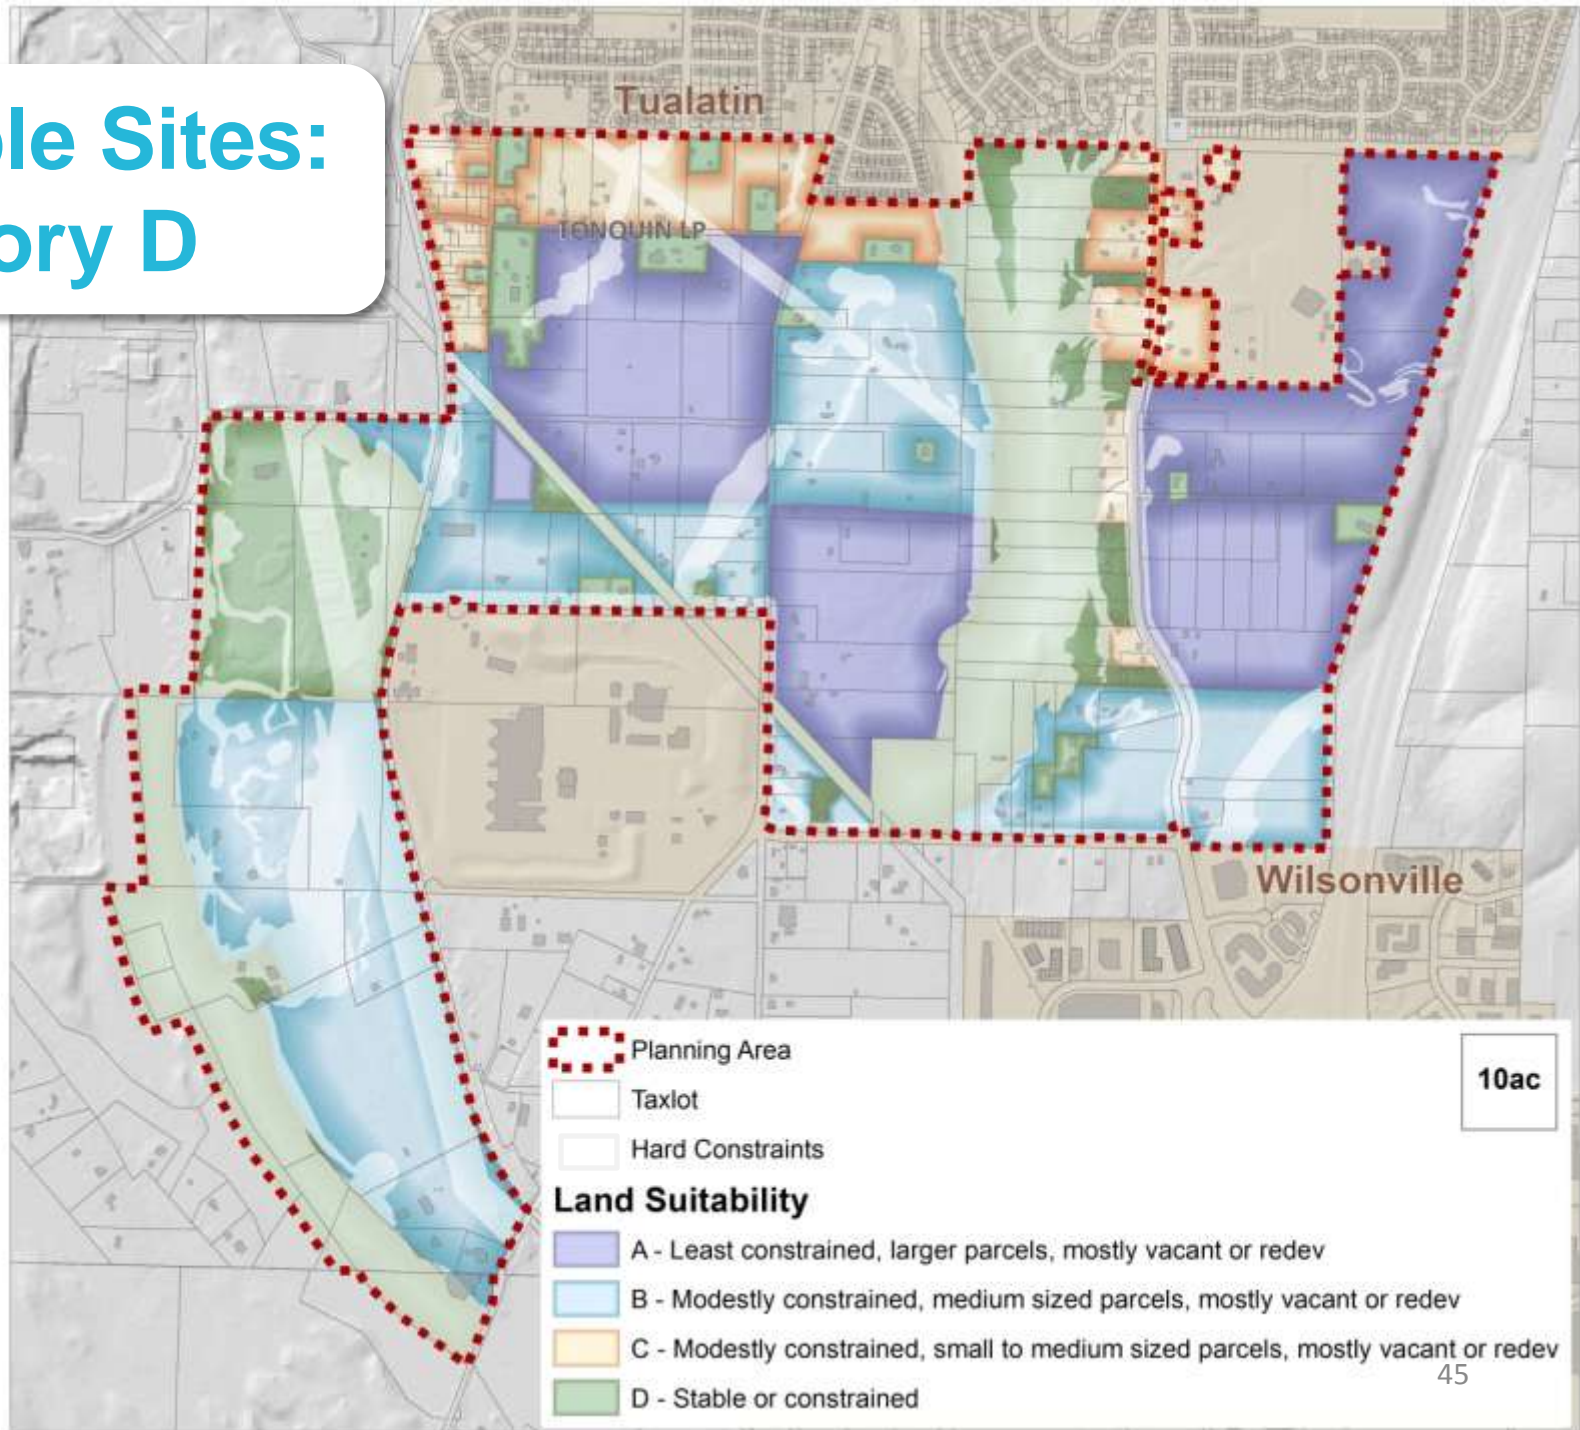 ple Sites:
ory D
Tualatin
TONQUIN LP
Wilsonville
Planning Area
Taxlot
Hard Constraints
10ac
Land Suitability
A - Least constrained, larger parcels, mostly vacant or redev
B - Modestly constrained, medium sized parcels, mostly vacant or redev
C - Modestly constrained, small to medium sized parcels, mostly vacant or redev
D - Stable or constrained
45